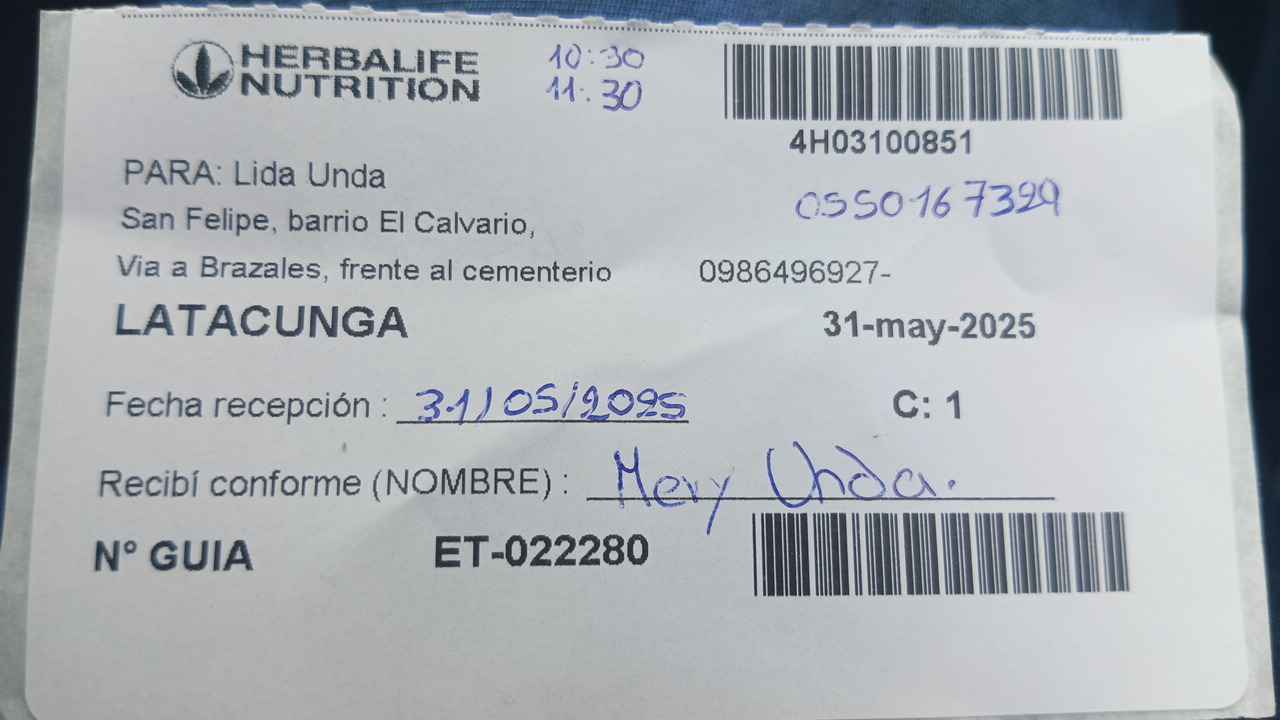 HERBALIFE
NUTRITION
10:30
11:30
4H03100851
PARA: Lida Unda
0550167329
San Felipe, barrio El Calvario,
Via a Brazales, frente al cementerio 0986496927-
LATACUNGA 31-may-2025
Fecha recepción : 31/05/2025 C: 1
Recibí conforme (NOMBRE) : Mery Unda.
N° GUIA ET-022280